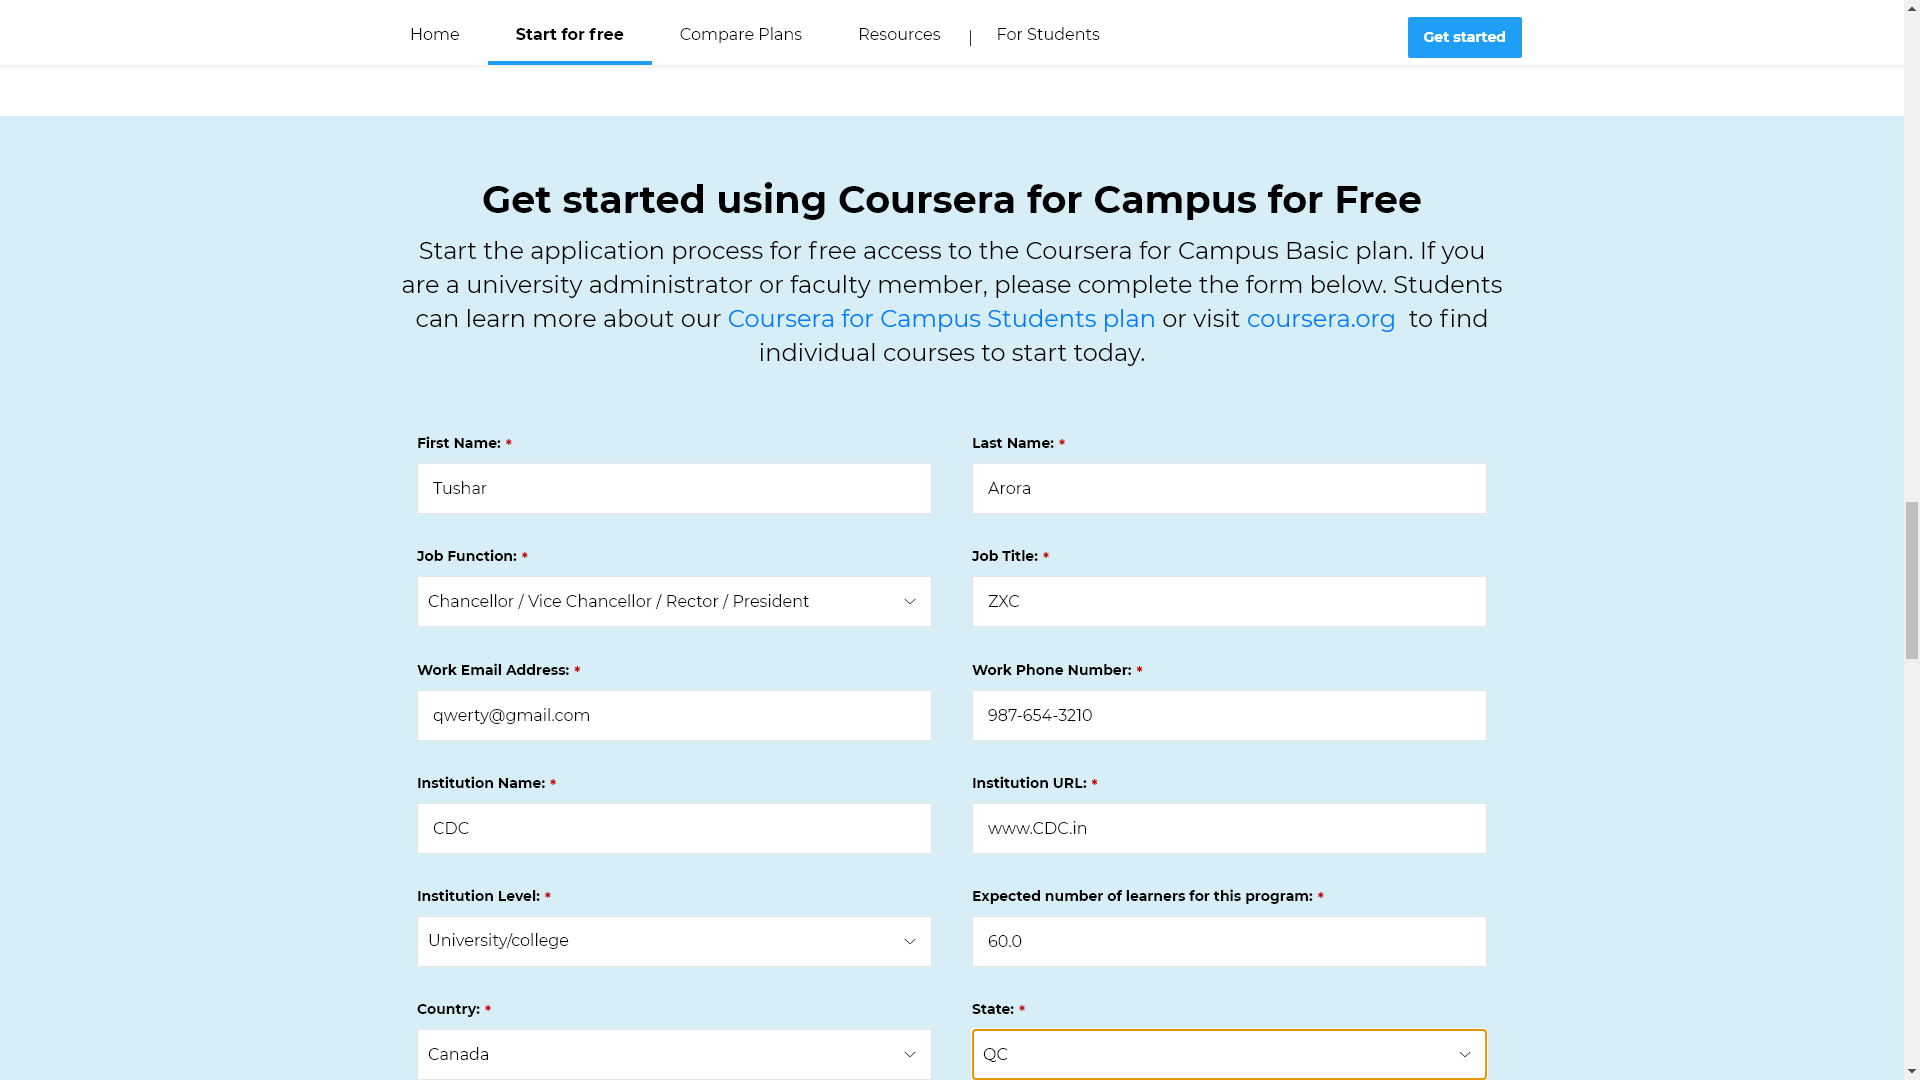 Home
Start for free
Compare Plans
Resources
|
For Students
Get started
Get started using Coursera for Campus for Free
Start the application process for free access to the Coursera for Campus Basic plan. If you
are a university administrator or faculty member, please complete the form below. Students
can learn more about our Coursera for Campus Students plan or visit coursera.org to find
individual courses to start today.
First Name: *
Last Name: *
Tushar
Arora
Job Function: *
Job Title: *
Chancellor / Vice Chancellor / Rector / President
ZXC
Work Email Address: *
Work Phone Number: *
qwerty@gmail.com
987-654-3210
Institution Name: *
Institution URL: *
CDC
www.CDC.in
Institution Level: *
Expected number of learners for this program: *
University/college
60.0
Country: *
State: *
Canada
QC